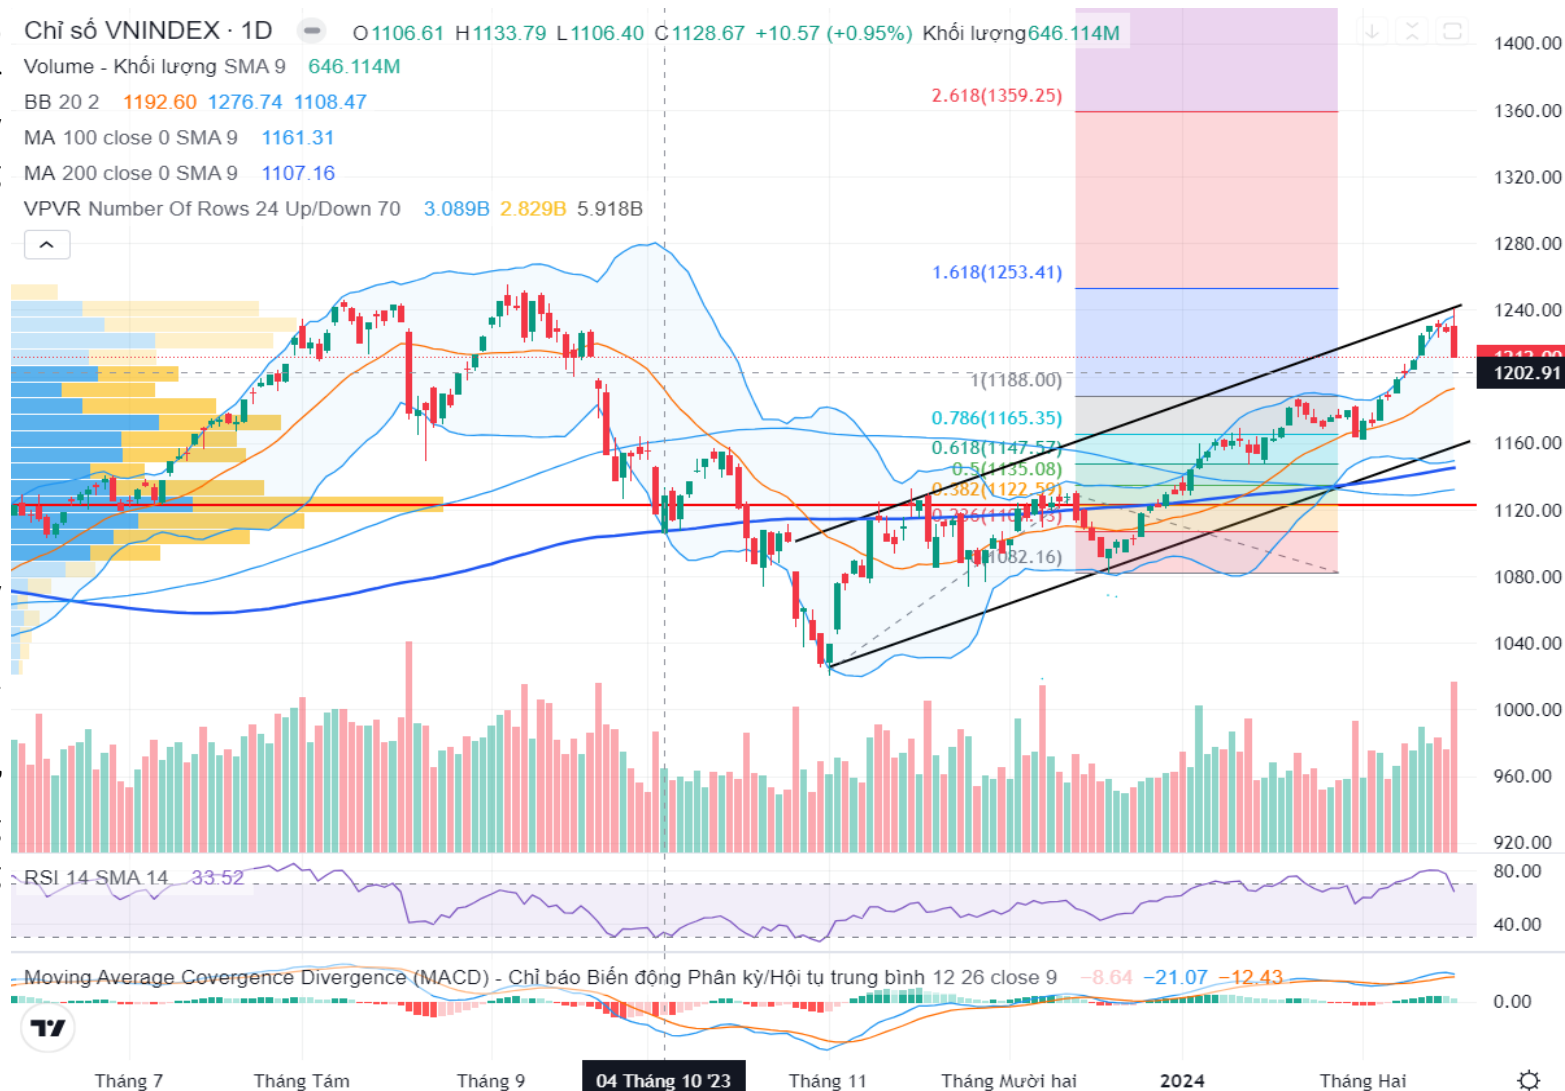 Chỉ số VNINDEX · 1D O1106.61 H1133.79 L1106.40 C1128.67 +10.57 (+0.95%) Khối lượng646.114M
Volume - Khối lượng SMA 9 646.114M
BB 20 2 1192.60 1276.74 1108.47
MA 100 close 0 SMA 9 1161.31
MA 200 close 0 SMA 9 1107.16
VPVR Number Of Rows 24 Up/Down 70 3.089B 2.829B 5.918B
2.618(1359.25)
1.618(1253.41)
1(1188.00)
0.786(1165.35)
0.618(1147.57)
0.5(1135.08)
0.382(1122.59)
(1082.16)
1400.00
1360.00
1320.00
1280.00
1240.00
1202.91
1160.00
1120.00
1080.00
1040.00
1000.00
960.00
920.00
RSI 14 SMA 14 33.52
80.00
40.00
Moving Average Covergence Divergence (MACD) - Chỉ báo Biến động Phân kỳ/Hội tụ trung bình 12 26 close 9 −8.64 −21.07 −12.43
0.00
Tháng 7 Tháng Tám Tháng 9 04 Tháng 10 '23 Tháng 11 Tháng Mười hai 2024 Tháng Hai